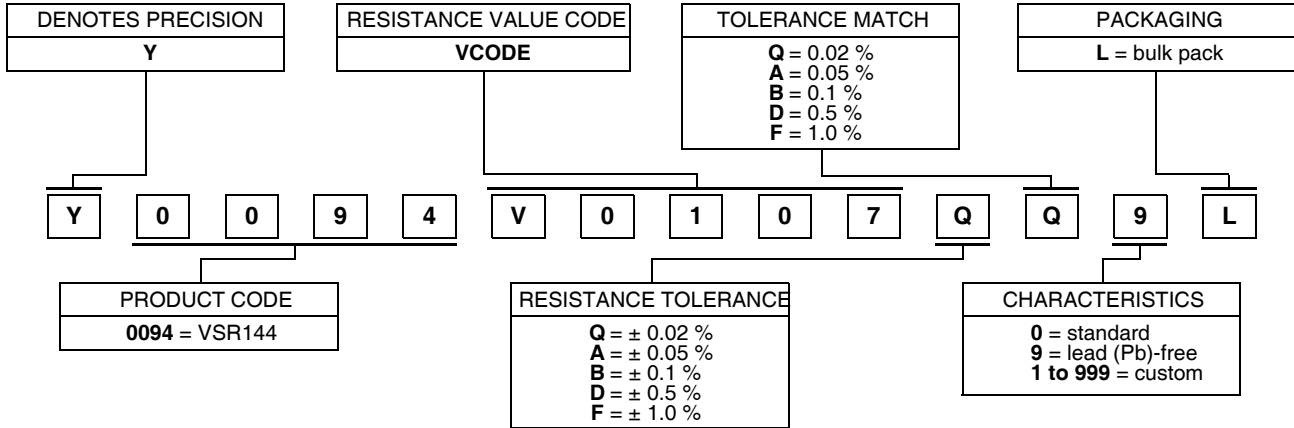 DENOTES PRECISION
Y
RESISTANCE VALUE CODE
VCODE
TOLERANCE MATCH
Q = 0.02 %
A = 0.05 %
B = 0.1 %
D = 0.5 %
F = 1.0 %
PACKAGING
L = bulk pack
Y 0 0 9 4 V 0 1 0 7 Q Q 9 L
PRODUCT CODE
0094 = VSR144
RESISTANCE TOLERANCE
Q = ± 0.02 %
A = ± 0.05 %
B = ± 0.1 %
D = ± 0.5 %
F = ± 1.0 %
CHARACTERISTICS
0 = standard
9 = lead (Pb)-free
1 to 999 = custom